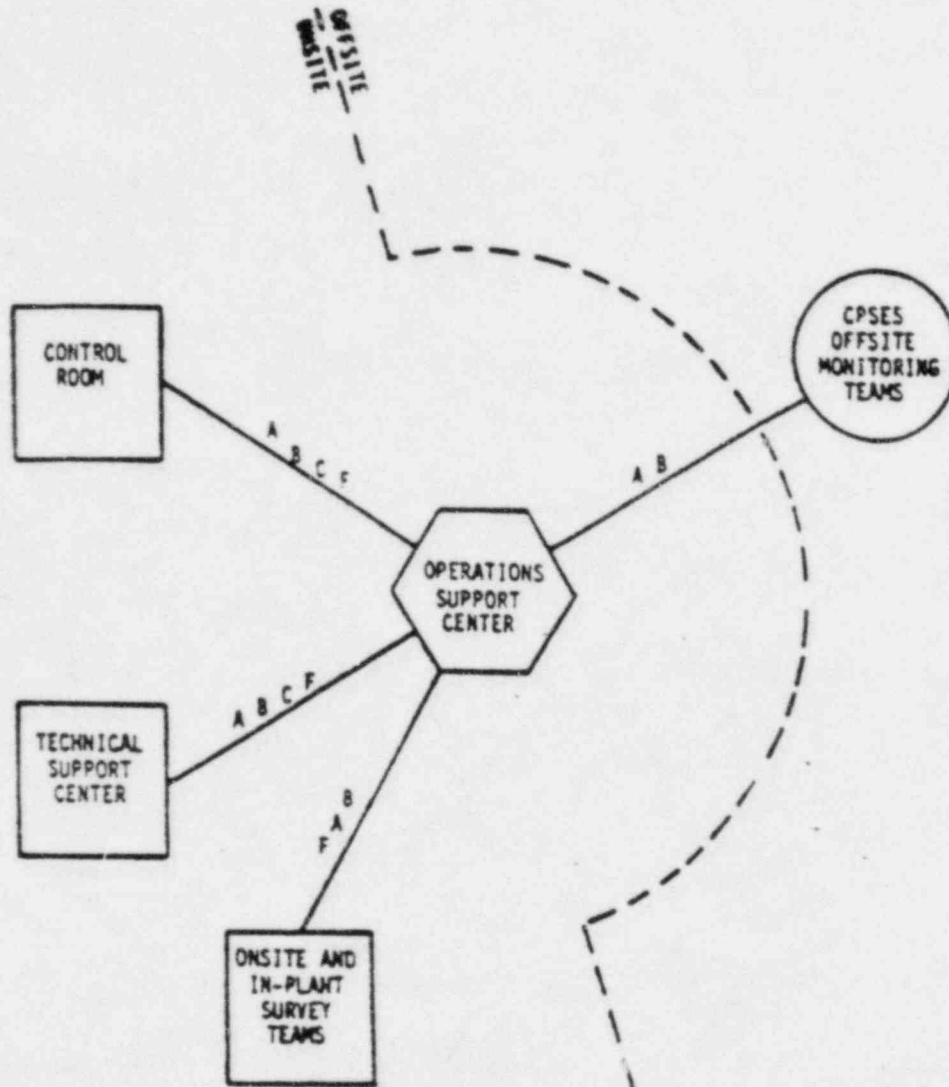 OFFSITE
ONSITE
CONTROL
ROOM
CPSES
OFFSITE
MONITORING
TEAMS
A B C F
A B
OPERATIONS
SUPPORT
CENTER
A B C F
TECHNICAL
SUPPORT
CENTER
B
A
F
ONSITE AND
IN-PLANT
SURVEY
TEAMS